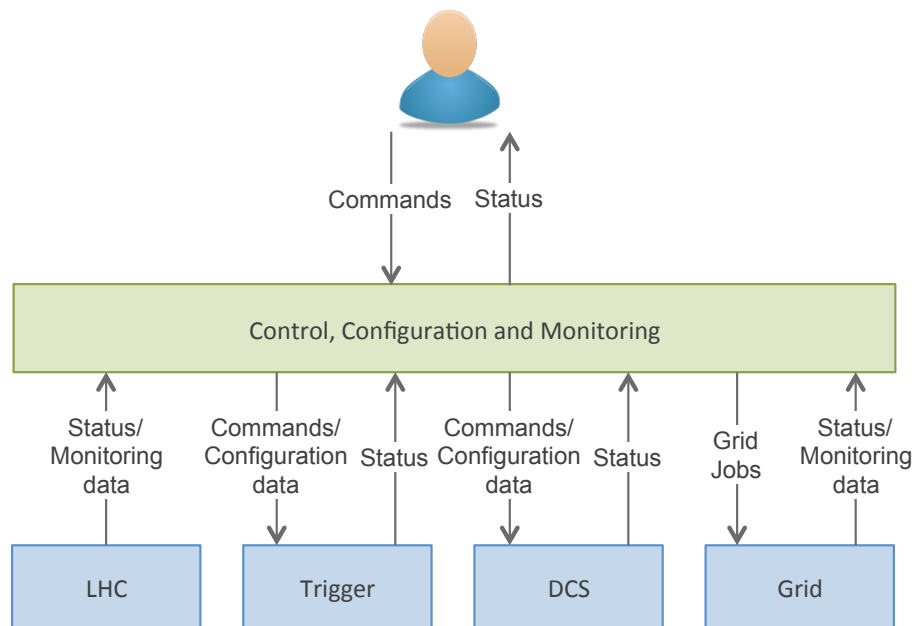 Commands
Status
Control, Configuration and Monitoring
Status/
Monitoring
data
Commands/
Configuration
data
Status
Commands/
Configuration
data
Status
Grid
Jobs
Status/
Monitoring
data
LHC
Trigger
DCS
Grid